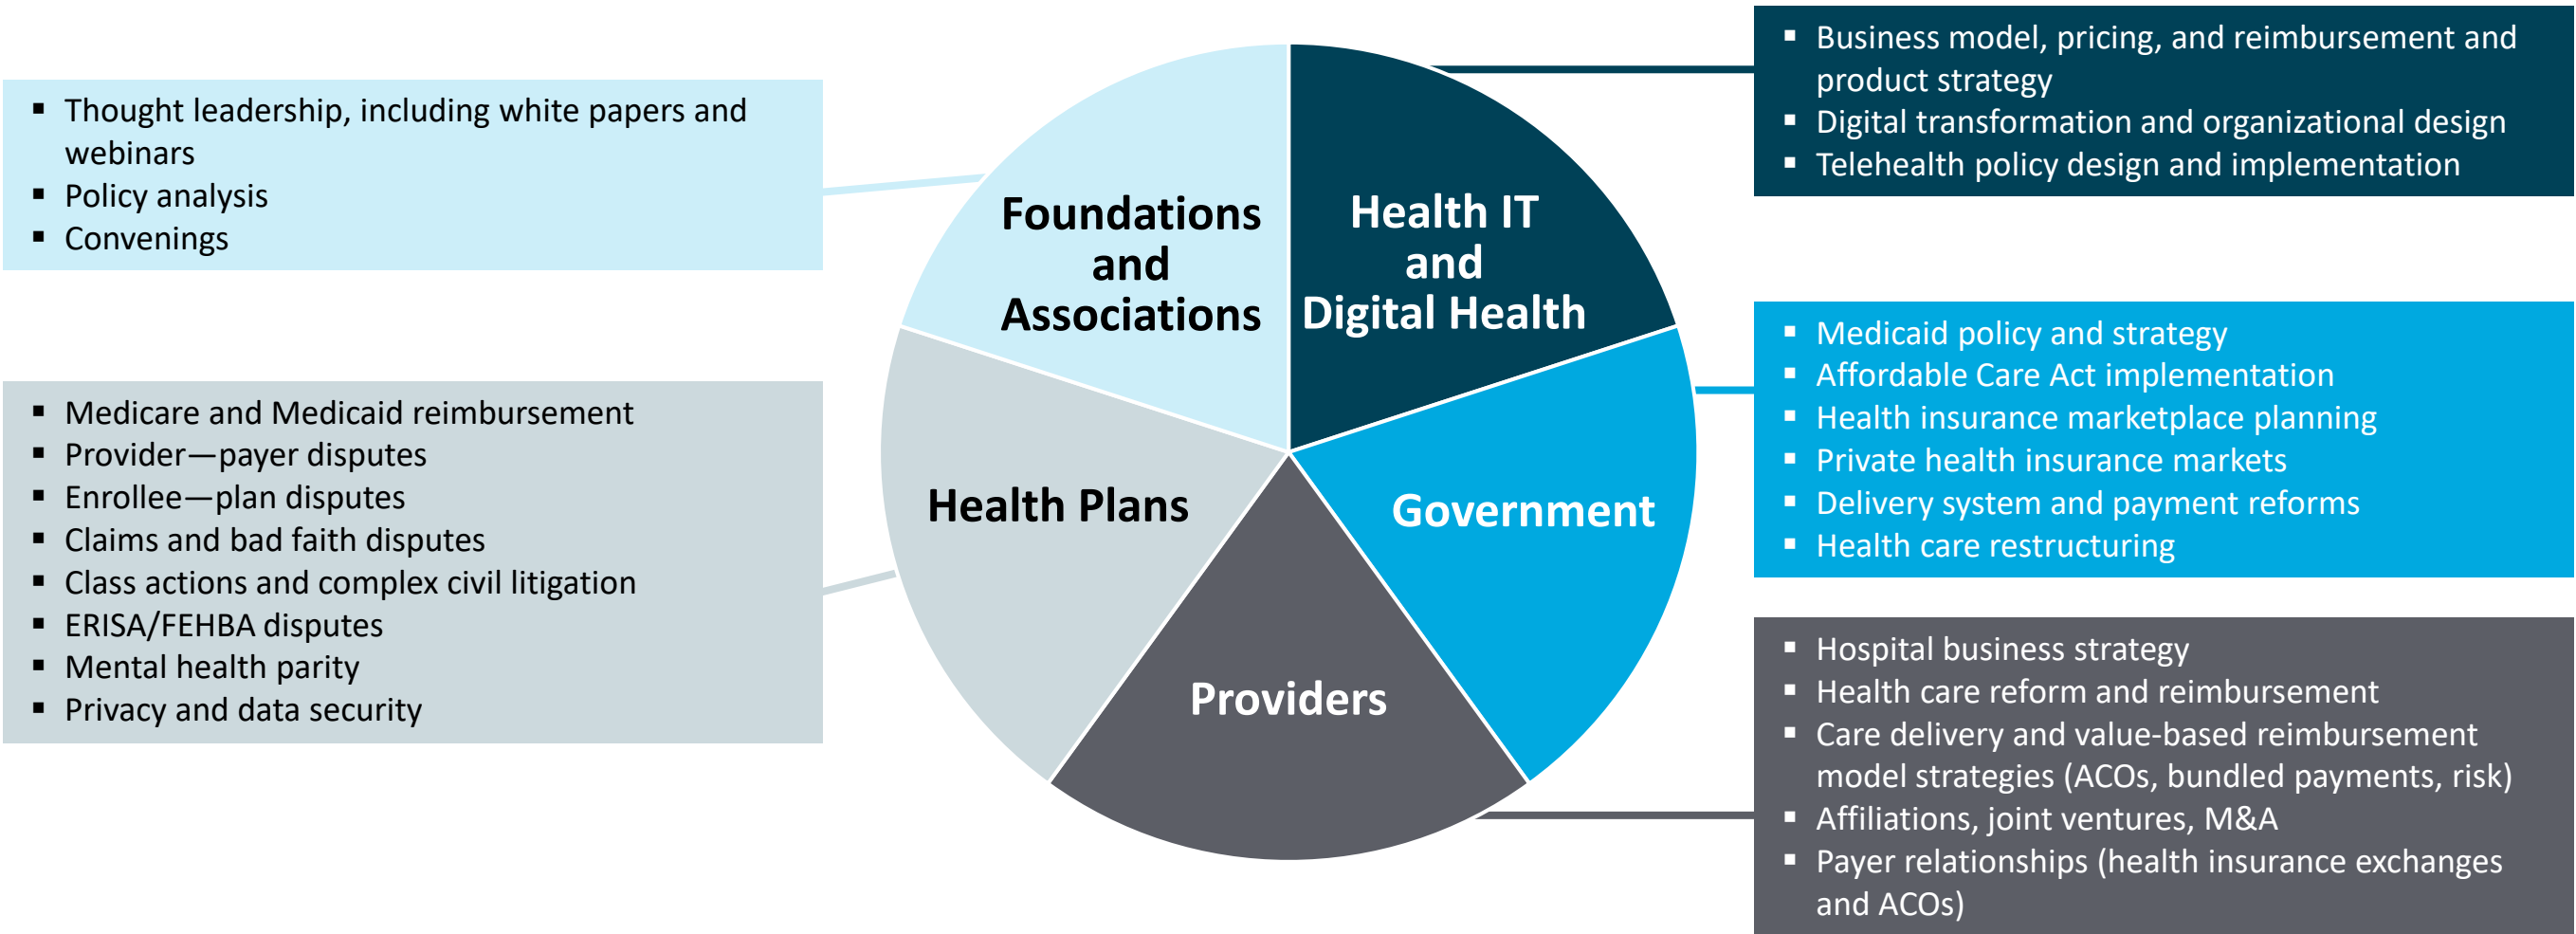 ▪ Thought leadership, including white papers and
webinars
▪ Policy analysis
▪ Convenings
▪ Medicare and Medicaid reimbursement
▪ Provider—payer disputes
▪ Enrollee—plan disputes
▪ Claims and bad faith disputes
▪ Class actions and complex civil litigation
▪ ERISA/FEHBA disputes
▪ Mental health parity
▪ Privacy and data security
Foundations
and
Associations
Health IT
and
Digital Health
Health Plans
Government
Providers
▪ Business model, pricing, and reimbursement and
product strategy
▪ Digital transformation and organizational design
▪ Telehealth policy design and implementation
▪ Medicaid policy and strategy
▪ Affordable Care Act implementation
▪ Health insurance marketplace planning
▪ Private health insurance markets
▪ Delivery system and payment reforms
▪ Health care restructuring
▪ Hospital business strategy
▪ Health care reform and reimbursement
▪ Care delivery and value-based reimbursement
model strategies (ACOs, bundled payments, risk)
▪ Affiliations, joint ventures, M&A
▪ Payer relationships (health insurance exchanges
and ACOs)